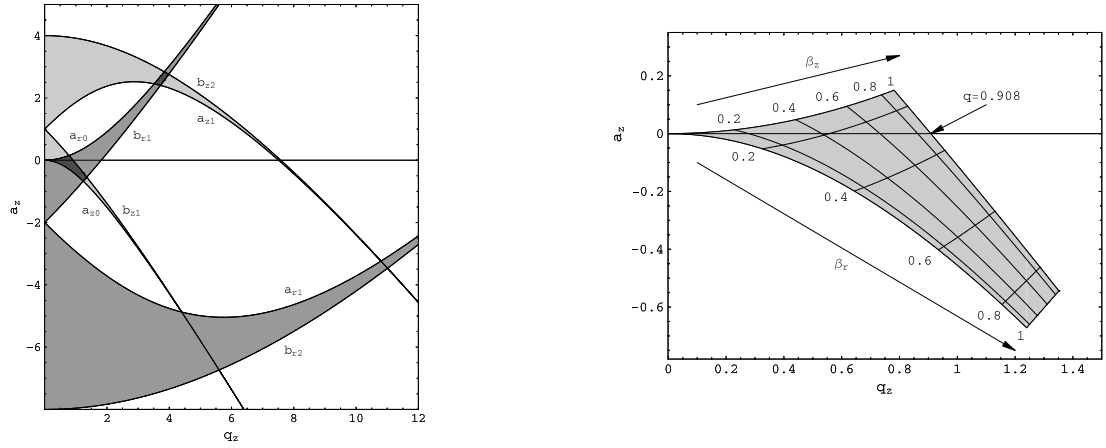 4
2
0
-2
-4
-6
2 4 6 8 10 12
a_z
q_z
b_z2
a_z1
a_r0
b_r1
a_z0
b_z1
a_r1
b_r2
0.2
0
-0.2
-0.4
-0.6
0 0.2 0.4 0.6 0.8 1 1.2 1.4
a_z
q_z
β_z
0.2 0.4 0.6 0.8 1
q=0.908
0.2
0.4
0.6
0.8
1
β_r